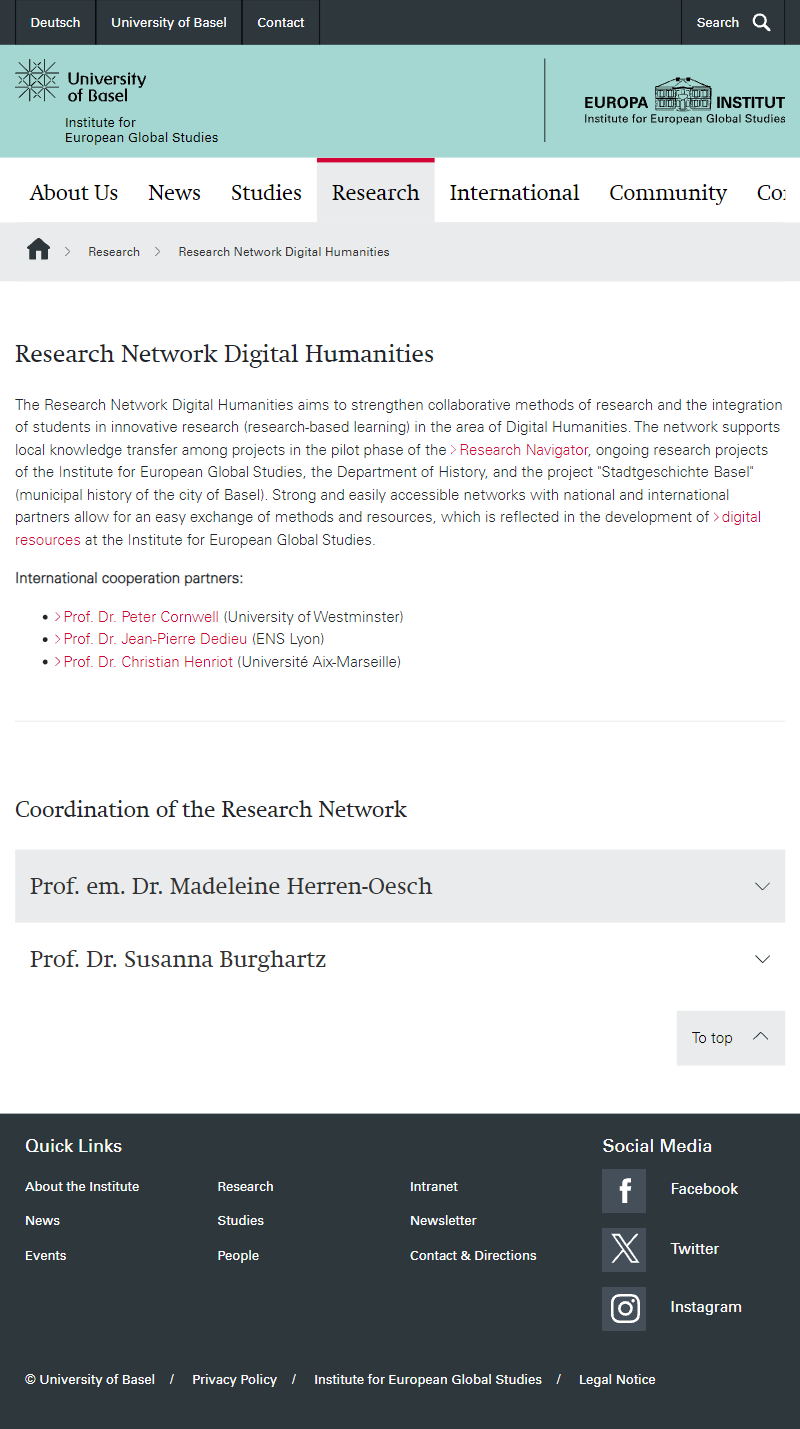 Deutsch University of Basel Contact Search
University
of Basel
Institute for
European Global Studies
EUROPA INSTITUT
Institute for European Global Studies
About Us News Studies Research International Community
Research Research Network Digital Humanities
Research Network Digital Humanities
The Research Network Digital Humanities aims to strengthen collaborative methods of research and the integration
of students in innovative research (research-based learning) in the area of Digital Humanities. The network supports
local knowledge transfer among projects in the pilot phase of the Research Navigator, ongoing research projects
of the Institute for European Global Studies, the Department of History, and the project "Stadtgeschichte Basel"
(municipal history of the city of Basel). Strong and easily accessible networks with national and international
partners allow for an easy exchange of methods and resources, which is reflected in the development of digital
resources at the Institute for European Global Studies.
International cooperation partners:
Prof. Dr. Peter Cornwell (University of Westminster)
Prof. Dr. Jean-Pierre Dedieu (ENS Lyon)
Prof. Dr. Christian Henriot (Université Aix-Marseille)
Coordination of the Research Network
Prof. em. Dr. Madeleine Herren-Oesch
Prof. Dr. Susanna Burghartz
To top
Quick Links Social Media
About the Institute Research Intranet Facebook
News Studies Newsletter Twitter
Events People Contact & Directions Instagram
© University of Basel / Privacy Policy / Institute for European Global Studies / Legal Notice